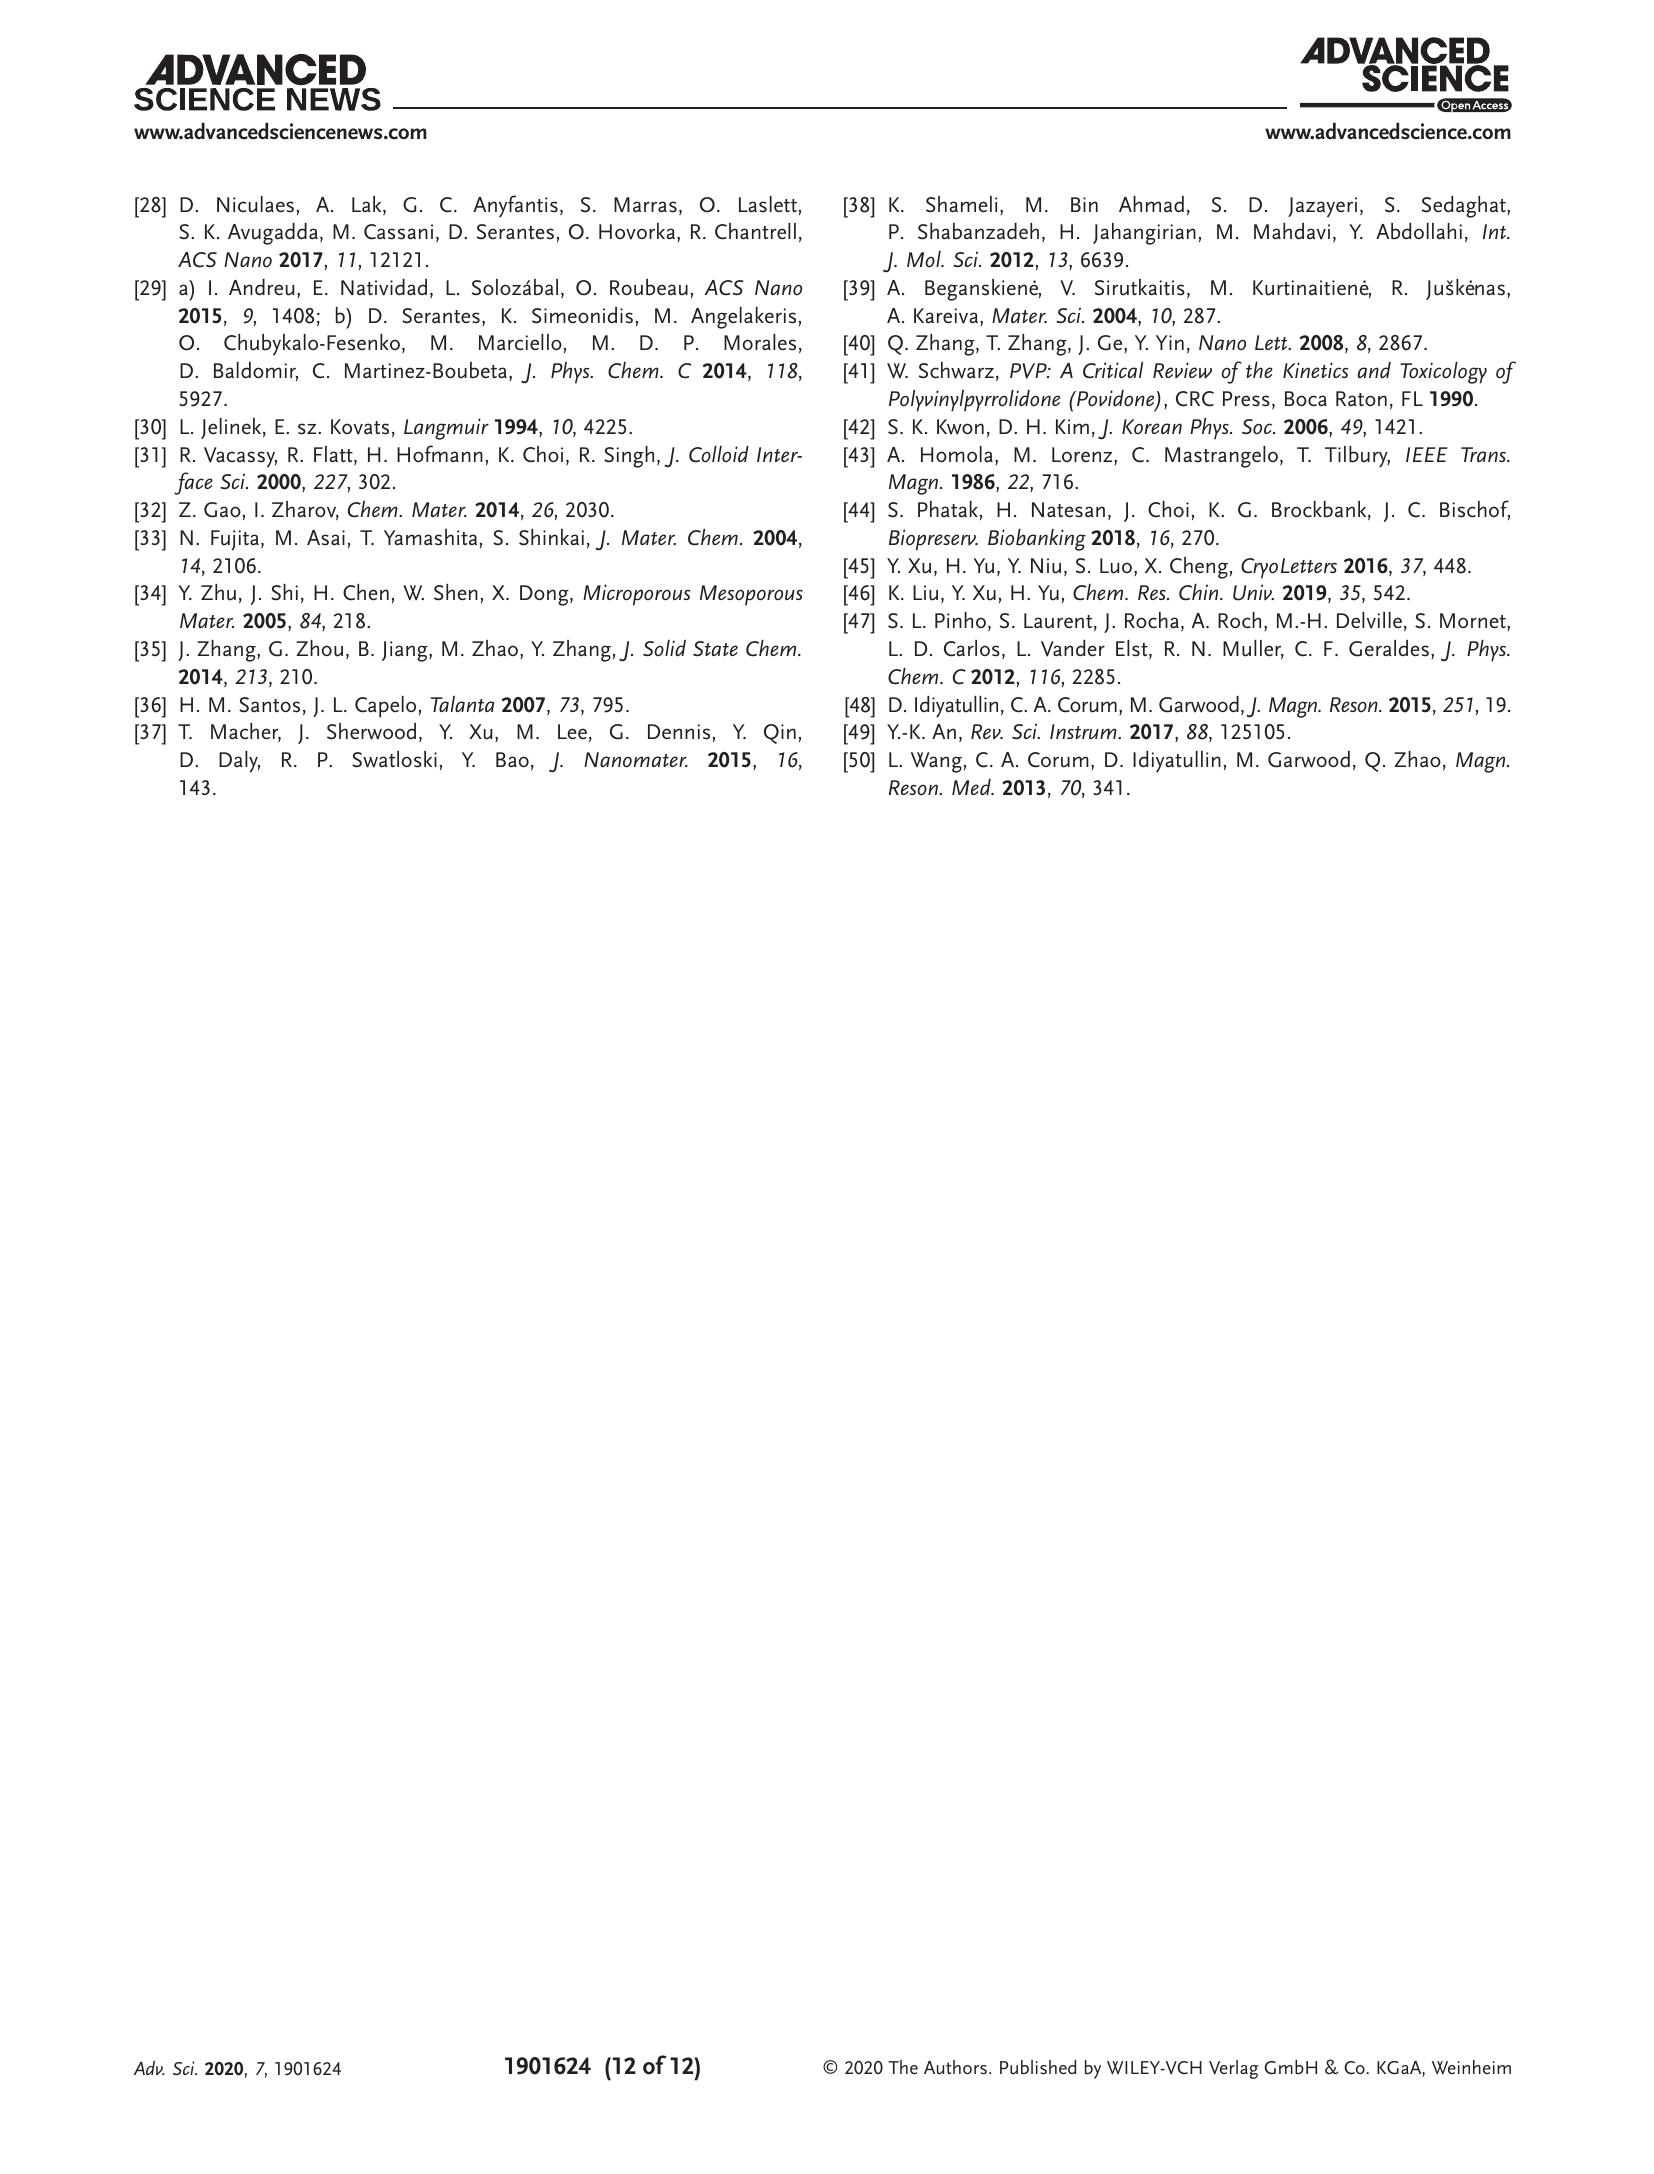 ADVANCED
SCIENCE NEWS
www.advancedsciencenews.com
ADVANCED
SCIENCE
Open Access
www.advancedscience.com
[28] D. Niculaes, A. Lak, G. C. Anyfantis, S. Marras, O. Laslett,
S. K. Avugadda, M. Cassani, D. Serantes, O. Hovorka, R. Chantrell,
ACS Nano 2017, 11, 12121.
[29] a) I. Andreu, E. Natividad, L. Solozábal, O. Roubeau, ACS Nano
2015, 9, 1408; b) D. Serantes, K. Simeonidis, M. Angelakeris,
O. Chubykalo-Fesenko, M. Marciello, M. D. P. Morales,
D. Baldomir, C. Martinez-Boubeta, J. Phys. Chem. C 2014, 118,
5927.
[30] L. Jelinek, E. sz. Kovats, Langmuir 1994, 10, 4225.
[31] R. Vacassy, R. Flatt, H. Hofmann, K. Choi, R. Singh, J. Colloid Inter-
face Sci. 2000, 227, 302.
[32] Z. Gao, I. Zharov, Chem. Mater. 2014, 26, 2030.
[33] N. Fujita, M. Asai, T. Yamashita, S. Shinkai, J. Mater. Chem. 2004,
14, 2106.
[34] Y. Zhu, J. Shi, H. Chen, W. Shen, X. Dong, Microporous Mesoporous
Mater. 2005, 84, 218.
[35] J. Zhang, G. Zhou, B. Jiang, M. Zhao, Y. Zhang, J. Solid State Chem.
2014, 213, 210.
[36] H. M. Santos, J. L. Capelo, Talanta 2007, 73, 795.
[37] T. Macher, J. Sherwood, Y. Xu, M. Lee, G. Dennis, Y. Qin,
D. Daly, R. P. Swatloski, Y. Bao, J. Nanomater. 2015, 16,
143.
[38] K. Shameli, M. Bin Ahmad, S. D. Jazayeri, S. Sedaghat,
P. Shabanzadeh, H. Jahangirian, M. Mahdavi, Y. Abdollahi, Int.
J. Mol. Sci. 2012, 13, 6639.
[39] A. Beganskienė, V. Sirutkaitis, M. Kurtinaitienė, R. Juškėnas,
A. Kareiva, Mater. Sci. 2004, 10, 287.
[40] Q. Zhang, T. Zhang, J. Ge, Y. Yin, Nano Lett. 2008, 8, 2867.
[41] W. Schwarz, PVP: A Critical Review of the Kinetics and Toxicology of
Polyvinylpyrrolidone (Povidone), CRC Press, Boca Raton, FL 1990.
[42] S. K. Kwon, D. H. Kim, J. Korean Phys. Soc. 2006, 49, 1421.
[43] A. Homola, M. Lorenz, C. Mastrangelo, T. Tilbury, IEEE Trans.
Magn. 1986, 22, 716.
[44] S. Phatak, H. Natesan, J. Choi, K. G. Brockbank, J. C. Bischof,
Biopreserv. Biobanking 2018, 16, 270.
[45] Y. Xu, H. Yu, Y. Niu, S. Luo, X. Cheng, CryoLetters 2016, 37, 448.
[46] K. Liu, Y. Xu, H. Yu, Chem. Res. Chin. Univ. 2019, 35, 542.
[47] S. L. Pinho, S. Laurent, J. Rocha, A. Roch, M.-H. Delville, S. Mornet,
L. D. Carlos, L. Vander Elst, R. N. Muller, C. F. Geraldes, J. Phys.
Chem. C 2012, 116, 2285.
[48] D. Idiyatullin, C. A. Corum, M. Garwood, J. Magn. Reson. 2015, 251, 19.
[49] Y.-K. An, Rev. Sci. Instrum. 2017, 88, 125105.
[50] L. Wang, C. A. Corum, D. Idiyatullin, M. Garwood, Q. Zhao, Magn.
Reson. Med. 2013, 70, 341.
Adv. Sci. 2020, 7, 1901624
1901624 (12 of 12)
© 2020 The Authors. Published by WILEY-VCH Verlag GmbH & Co. KGaA, Weinheim